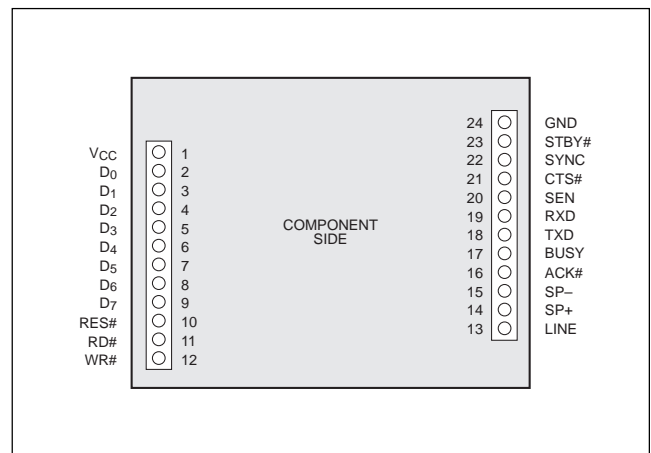 VCC 1
D0 2
D1 3
D2 4
D3 5
D4 6
D5 7
D6 8
D7 9
RES# 10
RD# 11
WR# 12
COMPONENT
SIDE
24 GND
23 STBY#
22 SYNC
21 CTS#
20 SEN
19 RXD
18 TXD
17 BUSY
16 ACK#
15 SP–
14 SP+
13 LINE